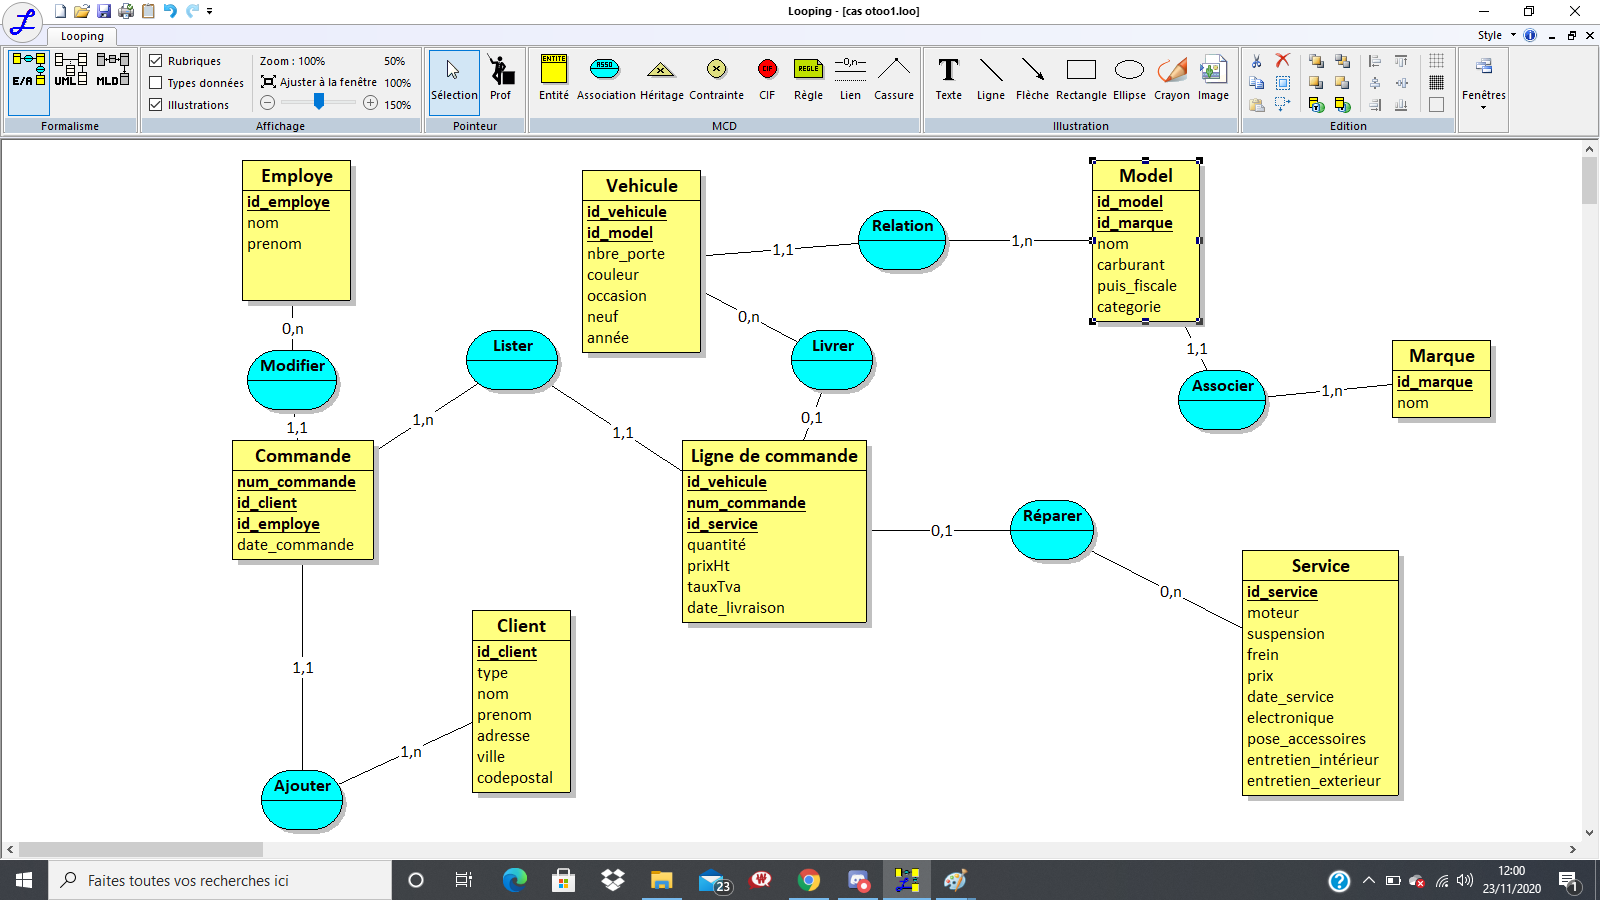 Looping - [cas otoo1.loo]
Looping
Style
Rubriques
Types données
Illustrations
Zoom : 100%
50%
Ajuster à la fenêtre
100%
150%
E/R
UML
MLD
Sélection
Prof
Entité
Association
Héritage
Contrainte
CIF
Règle
Lien
Cassure
Texte
Ligne
Flèche
Rectangle
Ellipse
Crayon
Image
Fenêtres
ENTITE
ASSO
CIF
REGLE
—0,n—
Formalisme
Affichage
Pointeur
MCD
Illustration
Edition
Employe
id_employe
nom
prenom
0,n
Modifier
1,1
Commande
num_commande
id_client
id_employe
date_commande
1,1
Ajouter
1,n
Client
id_client
type
nom
prenom
adresse
ville
codepostal
Lister
1,n
1,1
Vehicule
id_vehicule
id_model
nbre_porte
couleur
occasion
neuf
année
1,1
Relation
1,n
0,n
Livrer
0,1
Ligne de commande
id_vehicule
num_commande
id_service
quantité
prixHt
tauxTva
date_livraison
0,1
Réparer
0,n
Model
id_model
id_marque
nom
carburant
puis_fiscale
categorie
1,1
Associer
1,n
Marque
id_marque
nom
Service
id_service
moteur
suspension
frein
prix
date_service
electronique
pose_accessoires
entretien_intérieur
entretien_exterieur
Faites toutes vos recherches ici
23
12:00
23/11/2020
1